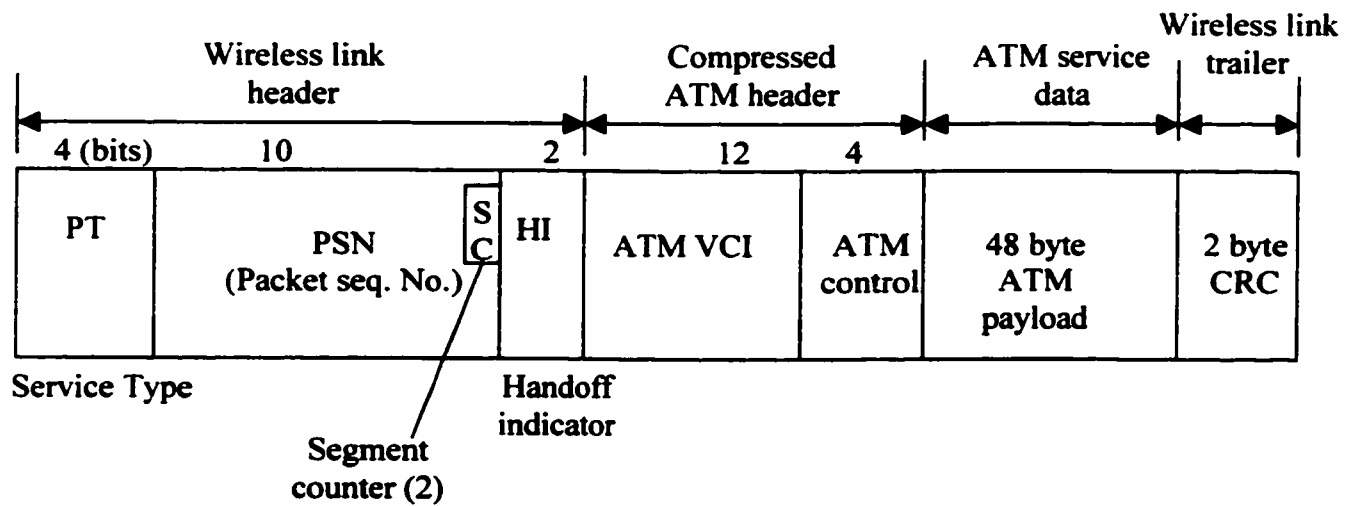 Wireless link
header
Compressed
ATM header
ATM service
data
Wireless link
trailer
4 (bits)
10
2
12
4
PT
PSN
(Packet seq. No.)
S
C
HI
ATM VCI
ATM
control
48 byte
ATM
payload
2 byte
CRC
Service Type
Handoff
indicator
Segment
counter (2)